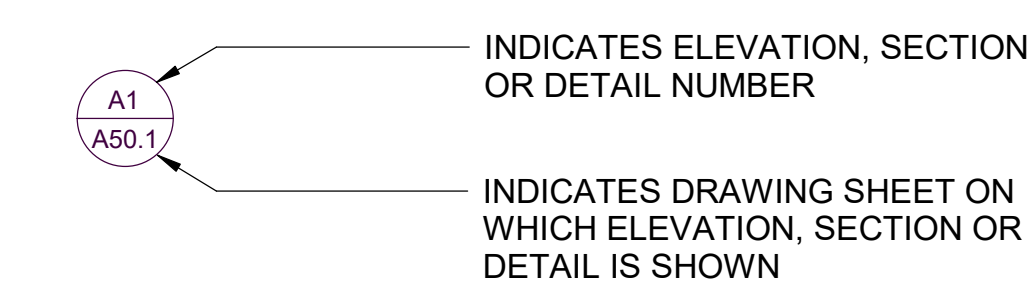 INDICATES ELEVATION, SECTION
OR DETAIL NUMBER
A1
A50.1
INDICATES DRAWING SHEET ON
WHICH ELEVATION, SECTION OR
DETAIL IS SHOWN